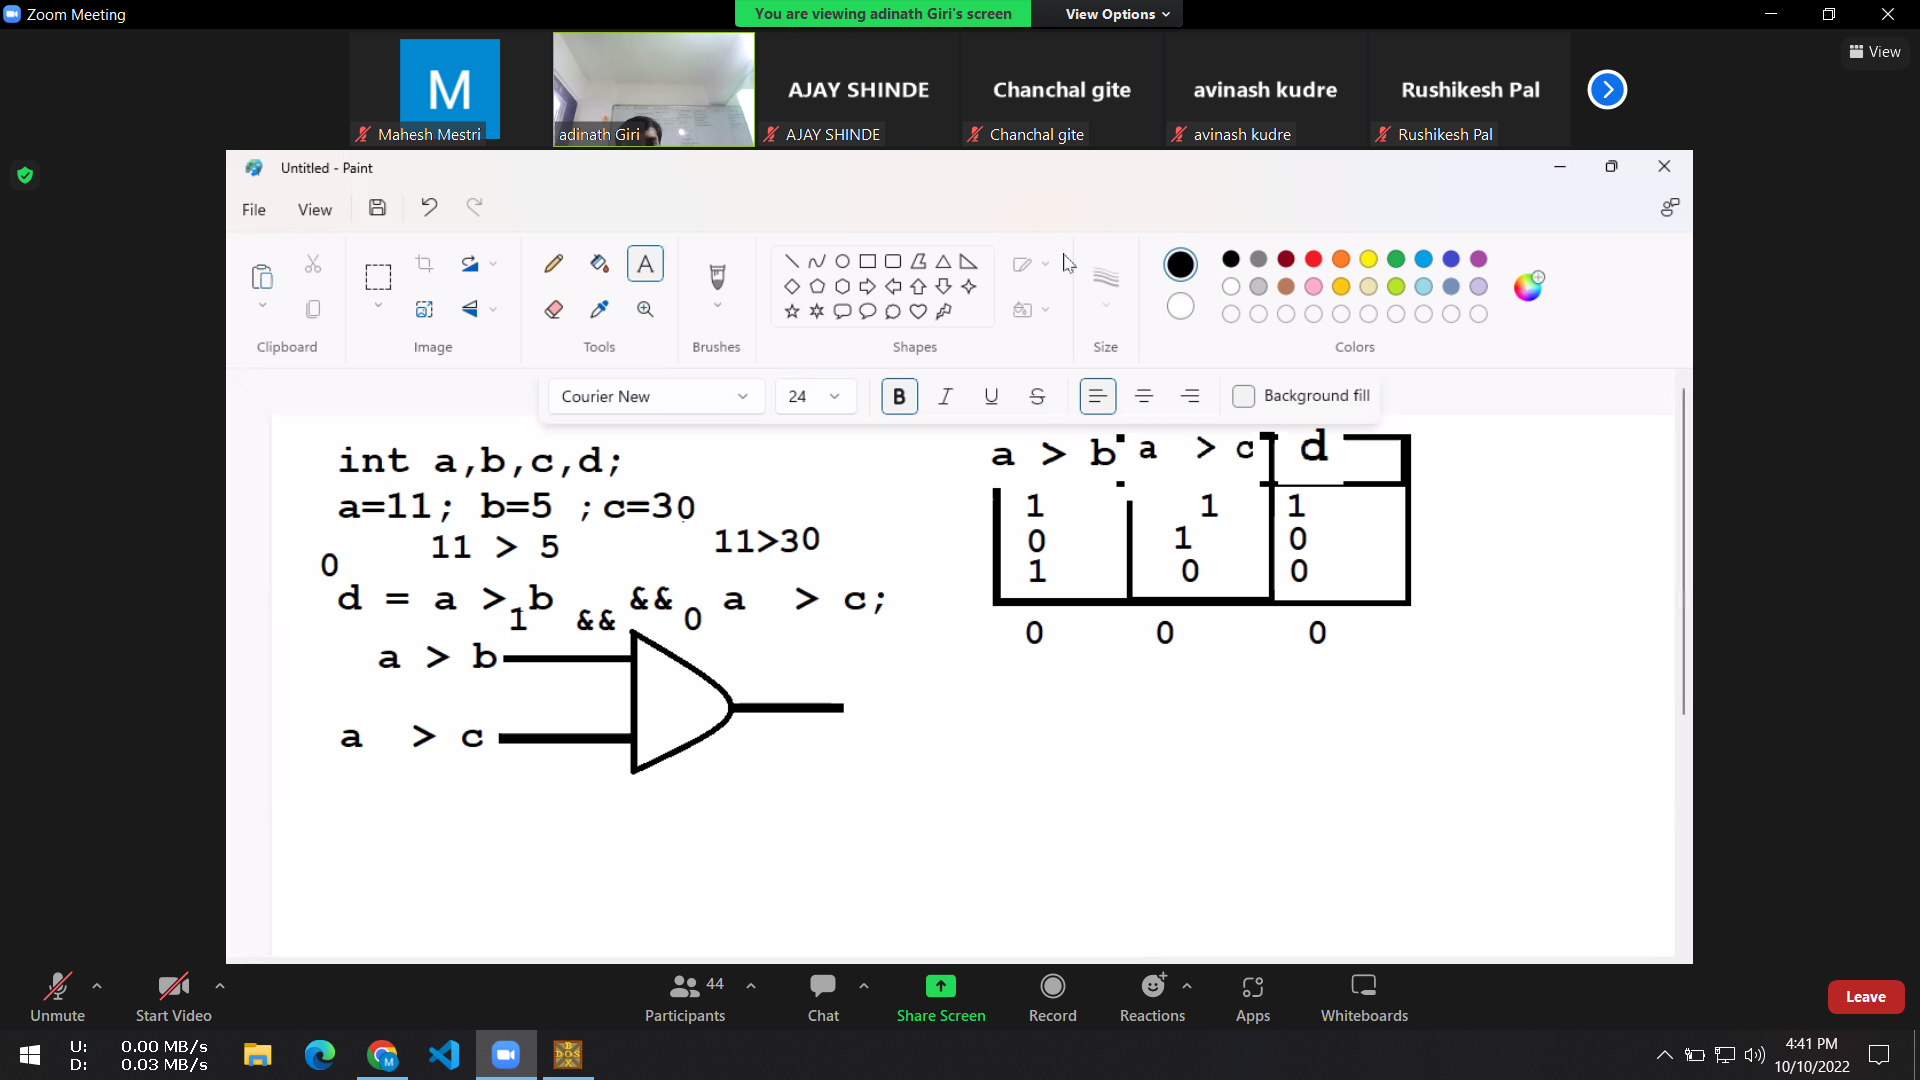 Zoom Meeting
You are viewing adinath Giri's screen
View Options
View
M
AJAY SHINDE
Chanchal gite
avinash kudre
Rushikesh Pal
Mahesh Mestri
adinath Giri
AJAY SHINDE
Chanchal gite
avinash kudre
Rushikesh Pal
Untitled - Paint
File
View
A
Clipboard
Image
Tools
Brushes
Shapes
Size
Colors
Courier New
24
B
I
U
S
Background fill
int a,b,c,d;
a=11; b=5 ;c=30
11 > 5
11>30
0
d = a > b && a > c;
1 && 0
a > b
a > c
a > b a > c d
1 1 1
0 1 0
1 0 0
0 0 0
Unmute
Start Video
44
Participants
Chat
Share Screen
Record
Reactions
Apps
Whiteboards
Leave
U: 0.00 MB/s
D: 0.03 MB/s
M
DOS
BOX
4:41 PM
10/10/2022